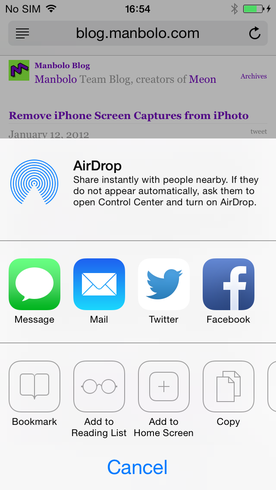 No SIM 16:54
blog.manbolo.com
Manbolo Blog
Manbolo Team Blog, creators of Meon Archives
Remove iPhone Screen Captures from iPhoto
January 12, 2012 tweet
AirDrop
Share instantly with people nearby. If they
do not appear automatically, ask them to
open Control Center and turn on AirDrop.
Message Mail Twitter Facebook
Bookmark Add to Add to Copy
Reading List Home Screen
Cancel